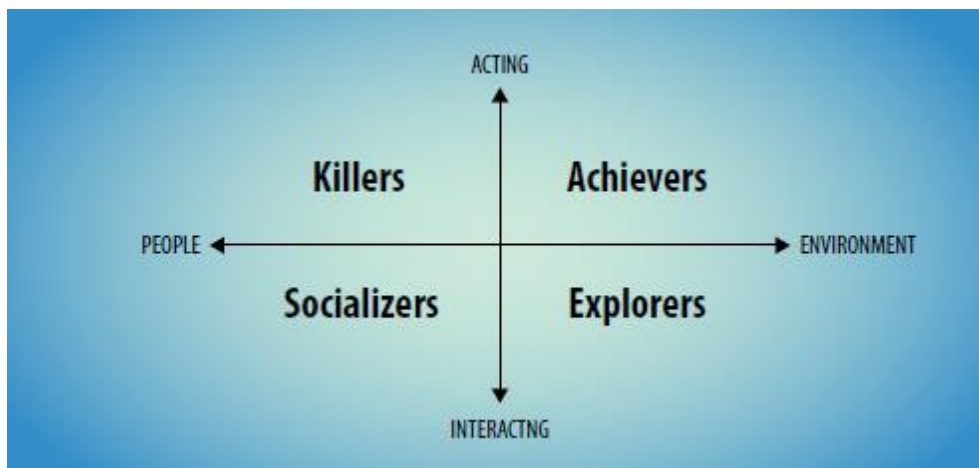 ACTING
Killers Achievers
PEOPLE ENVIRONMENT
Socializers Explorers
INTERACTNG